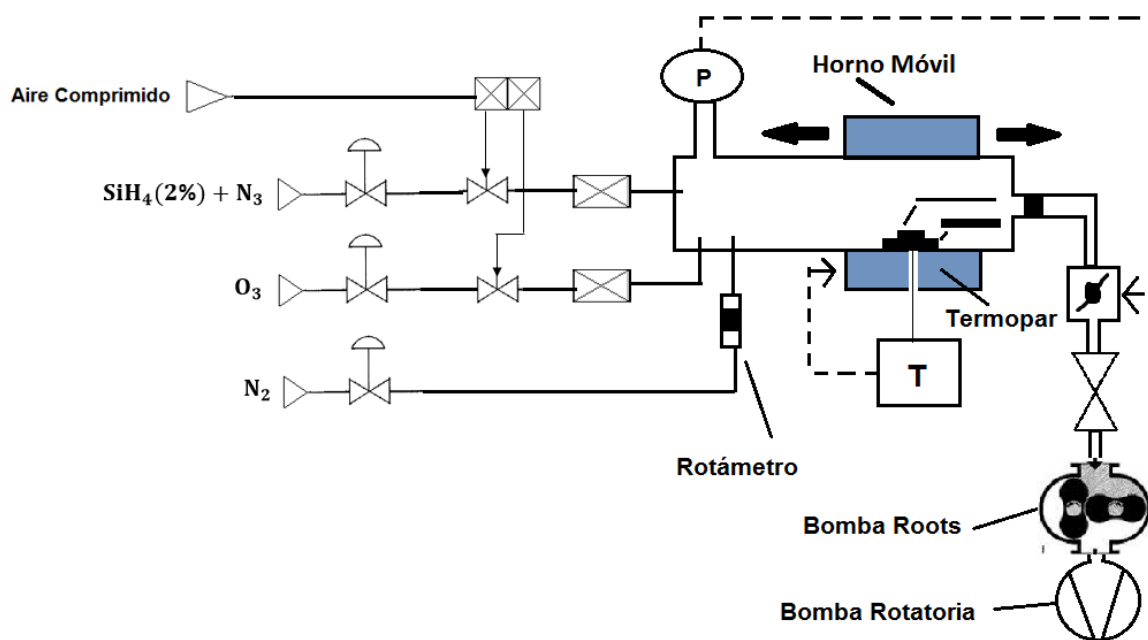 P
Horno Móvil
Aire Comprimido
SiH₄(2%) + N₃
O₃
Termopar
T
N₂
Rotámetro
Bomba Roots
Bomba Rotatoria